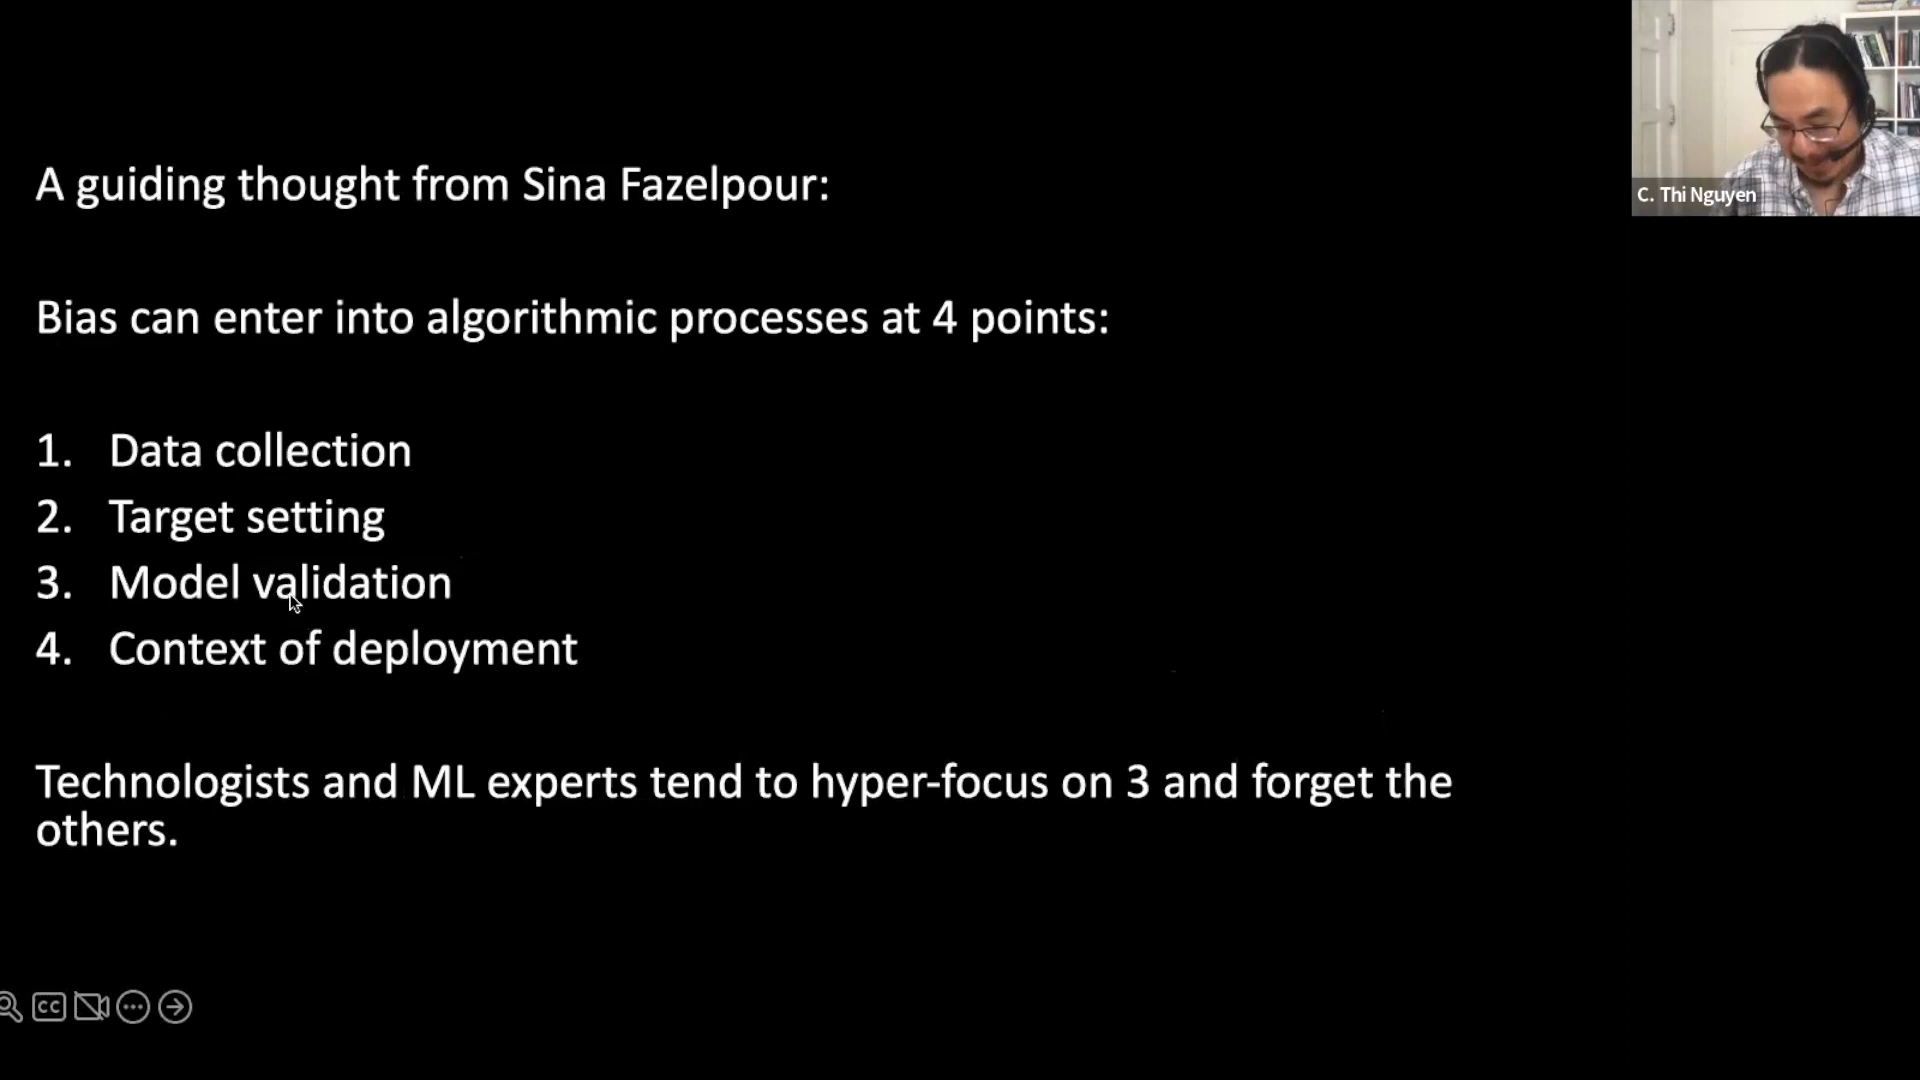 A guiding thought from Sina Fazelpour:
Bias can enter into algorithmic processes at 4 points:
1. Data collection
2. Target setting
3. Model validation
4. Context of deployment
Technologists and ML experts tend to hyper-focus on 3 and forget the
others.
C. Thi Nguyen
CC